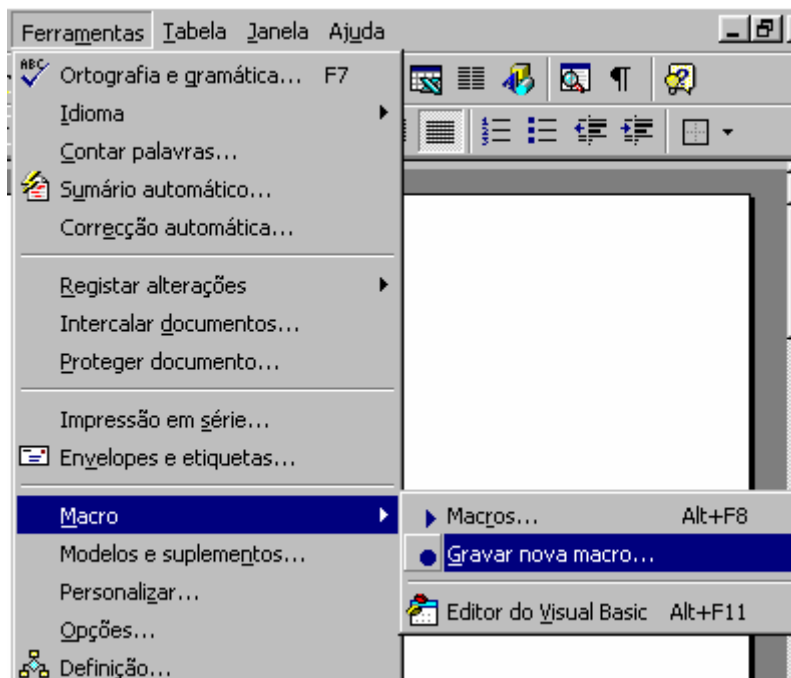 Ferramentas Tabela Janela Ajuda
ABC Ortografia e gramática... F7
Idioma
Contar palavras...
Sumário automático...
Correcção automática...
Registar alterações
Intercalar documentos...
Proteger documento...
Impressão em série...
Envelopes e etiquetas...
Macro
Macros... Alt+F8
Modelos e suplementos...
Gravar nova macro...
Personalizar...
Editor do Visual Basic Alt+F11
Opções...
Definição...